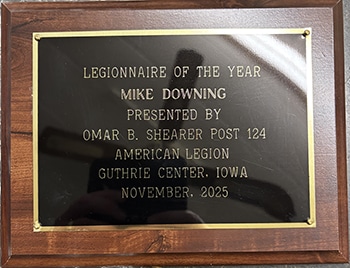 LEGIONNAIRE OF THE YEAR
MIKE DOWNING
PRESENTED BY
OMAR B. SHEARER POST 124
AMERICAN LEGION
GUTHRIE CENTER, IOWA
NOVEMBER, 2025